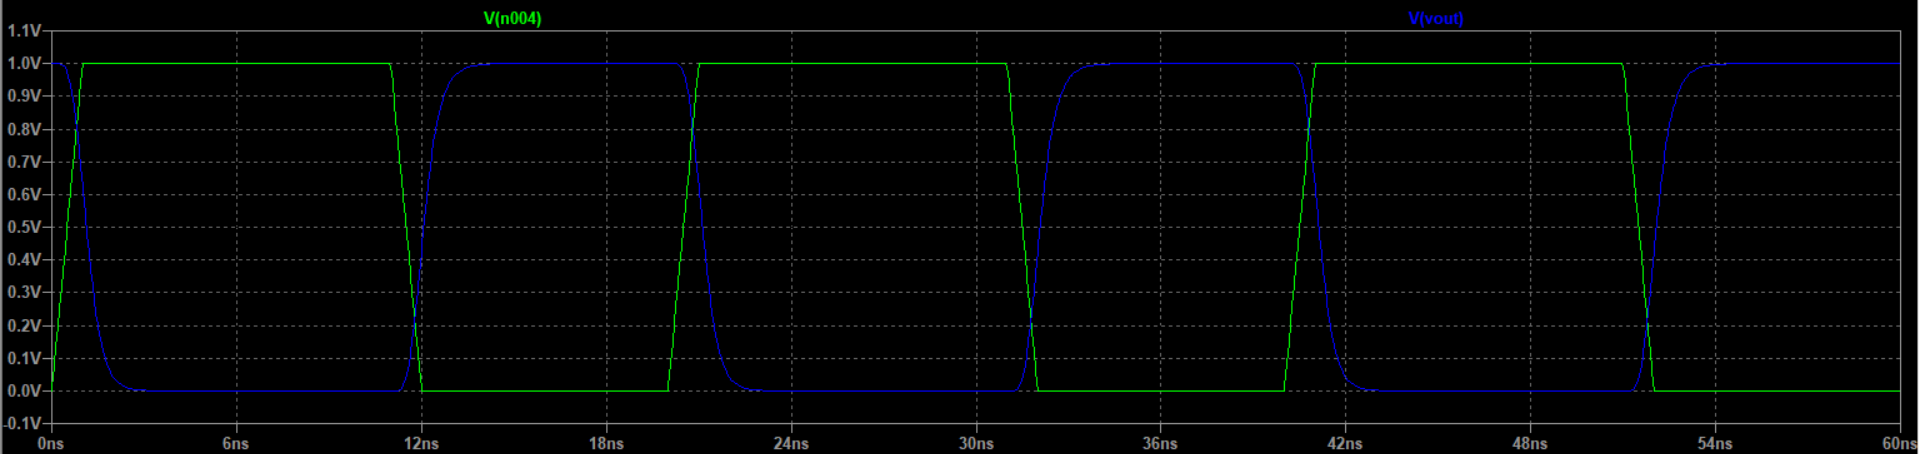 V(n004) V(vout)
1.1V
1.0V
0.9V
0.8V
0.7V
0.6V
0.5V
0.4V
0.3V
0.2V
0.1V
0.0V
-0.1V
0ns 6ns 12ns 18ns 24ns 30ns 36ns 42ns 48ns 54ns 60ns